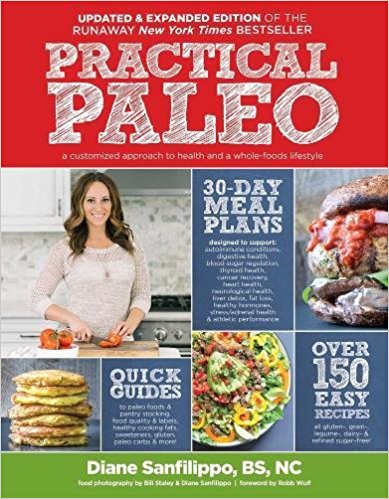 UPDATED & EXPANDED EDITION OF THE
RUNAWAY New York Times BESTSELLER
PRACTICAL
PALEO
a customized approach to health and a whole-foods lifestyle
30-DAY
MEAL
PLANS
designed to support:
autoimmune conditions,
digestive health,
blood sugar regulation,
thyroid health,
cancer recovery,
heart health,
neurological health,
liver detox, fat loss,
healthy hormones,
stress/adrenal health
& athletic performance
QUICK
GUIDES
to paleo foods &
pantry stocking,
food quality & labels,
healthy cooking fats,
sweeteners, gluten,
paleo carbs & more!
OVER
150
EASY
RECIPES
all gluten-, grain-,
legume-, dairy- &
refined sugar-free!
Diane Sanfilippo, BS, NC
food photography by Bill Staley & Diane Sanfilippo | foreword by Robb Wolf